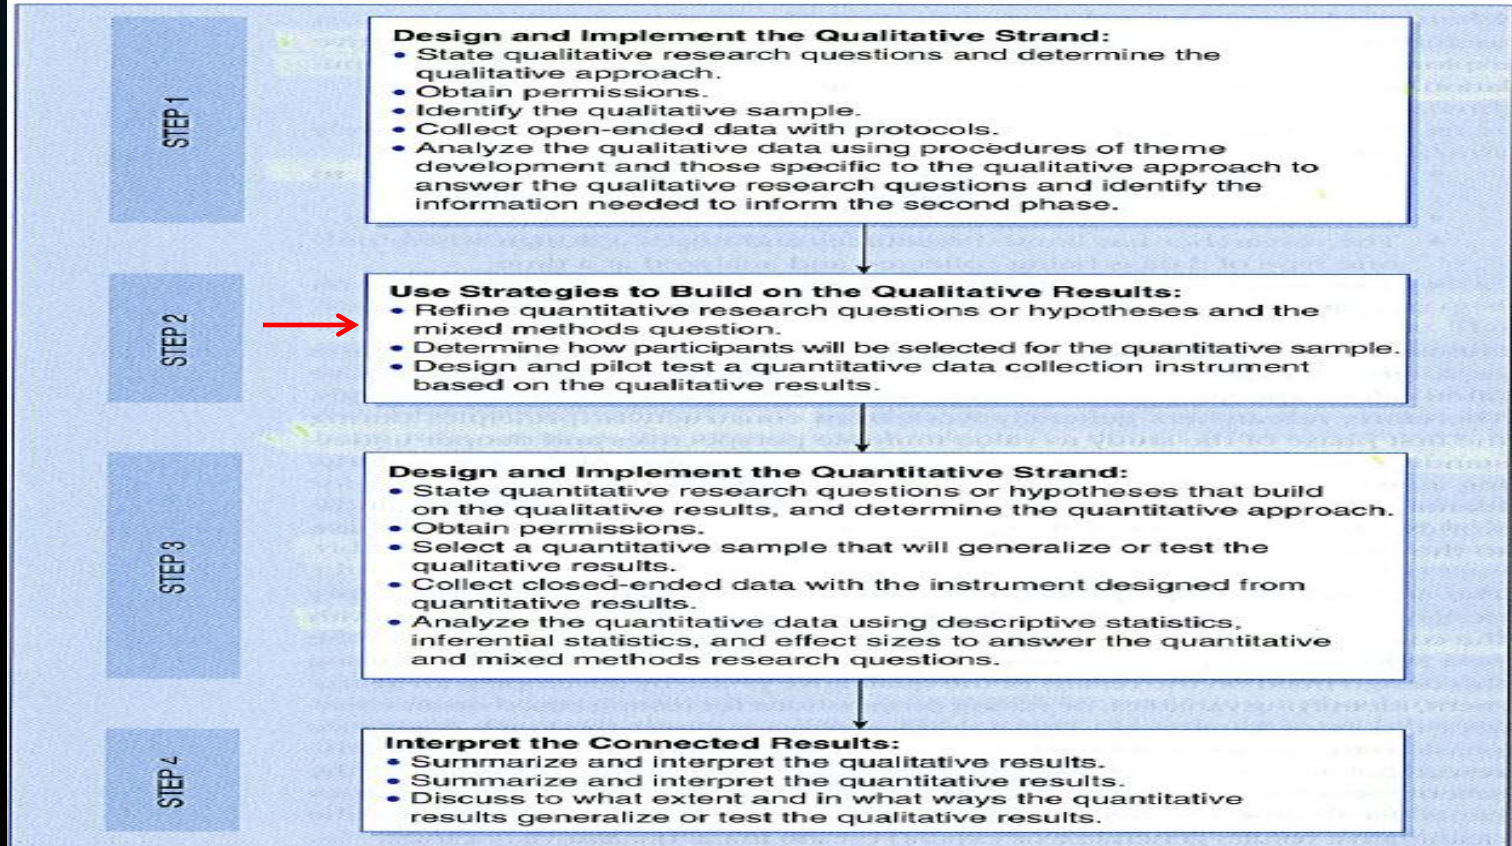 STEP 1
Design and Implement the Qualitative Strand:
• State qualitative research questions and determine the
qualitative approach.
• Obtain permissions.
• Identify the qualitative sample.
• Collect open-ended data with protocols.
• Analyze the qualitative data using procedures of theme
development and those specific to the qualitative approach to
answer the qualitative research questions and identify the
information needed to inform the second phase.
STEP 2
Use Strategies to Build on the Qualitative Results:
• Refine quantitative research questions or hypotheses and the
mixed methods question.
• Determine how participants will be selected for the quantitative sample.
• Design and pilot test a quantitative data collection instrument
based on the qualitative results.
STEP 3
Design and Implement the Quantitative Strand:
• State quantitative research questions or hypotheses that build
on the qualitative results, and determine the quantitative approach.
• Obtain permissions.
• Select a quantitative sample that will generalize or test the
qualitative results.
• Collect closed-ended data with the instrument designed from
quantitative results.
• Analyze the quantitative data using descriptive statistics,
inferential statistics, and effect sizes to answer the quantitative
and mixed methods research questions.
STEP 4
Interpret the Connected Results:
• Summarize and interpret the qualitative results.
• Summarize and interpret the quantitative results.
• Discuss to what extent and in what ways the quantitative
results generalize or test the qualitative results.